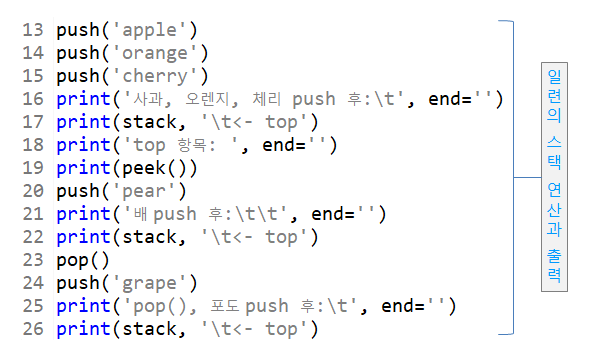 13 push('apple')
14 push('orange')
15 push('cherry')
16 print('사과, 오렌지, 체리 push 후:\t', end='')
17 print(stack, '\t<- top')
18 print('top 항목: ', end='')
19 print(peek())
20 push('pear')
21 print('배 push 후:\t\t', end='')
22 print(stack, '\t<- top')
23 pop()
24 push('grape')
25 print('pop(), 포도 push 후:\t', end='')
26 print(stack, '\t<- top')
일련의 스택 연산과 출력